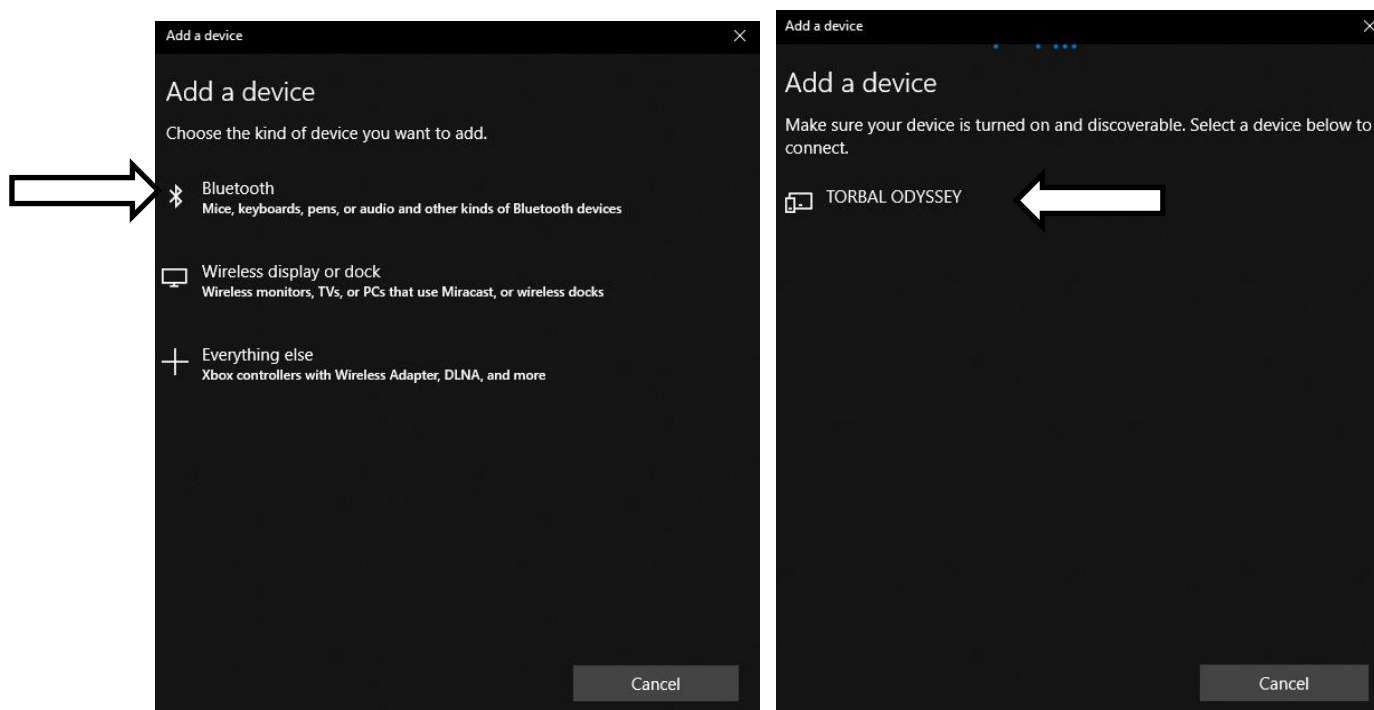 Add a device
Add a device
Choose the kind of device you want to add.
Bluetooth
Mice, keyboards, pens, or audio and other kinds of Bluetooth devices
Wireless display or dock
Wireless monitors, TVs, or PCs that use Miracast, or wireless docks
Everything else
Xbox controllers with Wireless Adapter, DLNA, and more
Cancel
Add a device
Add a device
Make sure your device is turned on and discoverable. Select a device below to
connect.
TORBAL ODYSSEY
Cancel